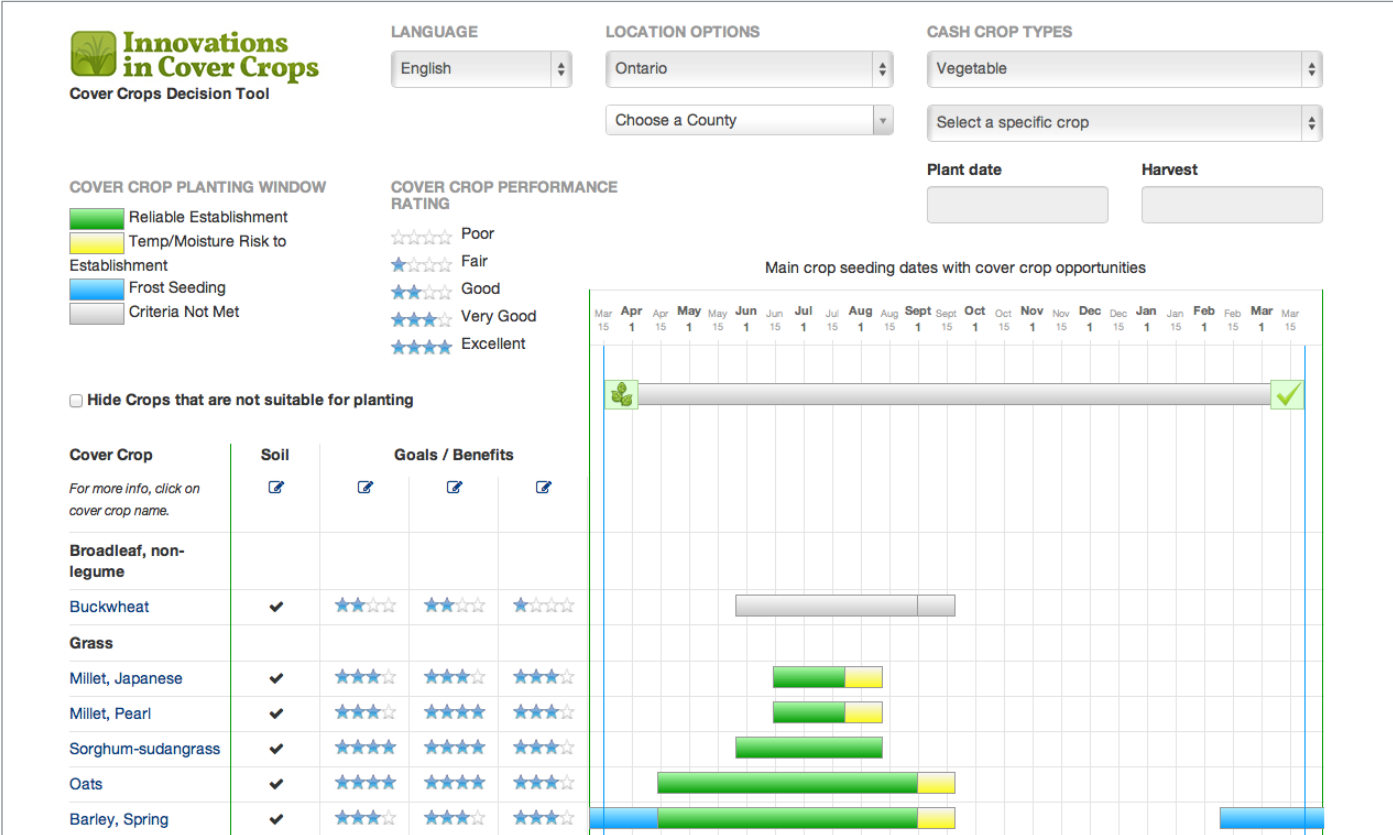 Innovations
in Cover Crops
Cover Crops Decision Tool
LANGUAGE
English
LOCATION OPTIONS
Ontario
Choose a County
CASH CROP TYPES
Vegetable
Select a specific crop
Plant date
Harvest
COVER CROP PLANTING WINDOW
Reliable Establishment
Temp/Moisture Risk to
Establishment
Frost Seeding
Criteria Not Met
COVER CROP PERFORMANCE
RATING
Poor
Fair
Good
Very Good
Excellent
Main crop seeding dates with cover crop opportunities
Mar Apr Apr May May Jun Jun Jul Jul Aug Aug Sept Sept Oct Oct Nov Nov Dec Dec Jan Jan Feb Feb Mar Mar
15 1 15 1 15 1 15 1 15 1 15 1 15 1 15 1 15 1 15 1 15 1 15 1 15
Hide Crops that are not suitable for planting
Cover Crop Soil Goals / Benefits
For more info, click on
cover crop name.
Broadleaf, non-
legume
Buckwheat
Grass
Millet, Japanese
Millet, Pearl
Sorghum-sudangrass
Oats
Barley, Spring